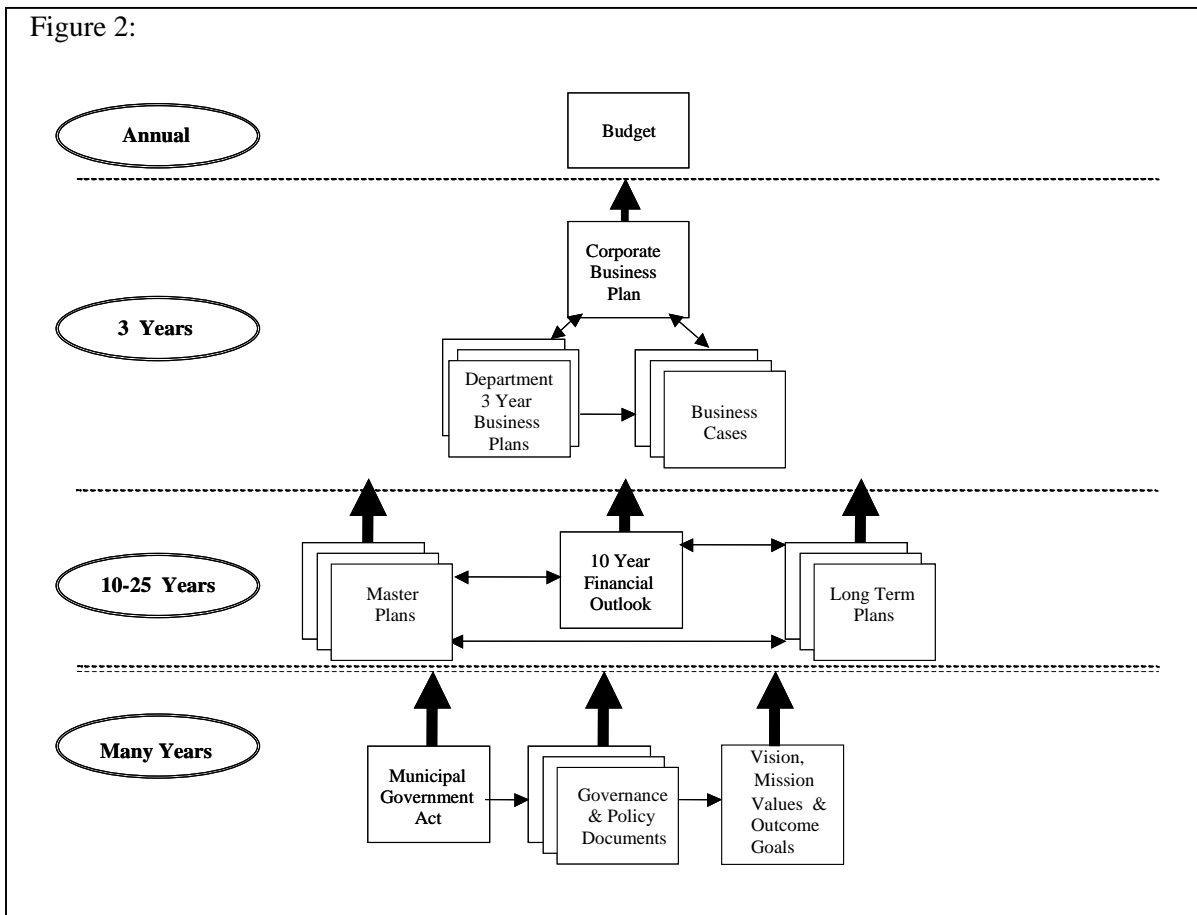 Figure 2:
Annual
Budget
Corporate
Business
Plan
3 Years
Department
3 Year
Business
Plans
Business
Cases
10-25 Years
Master
Plans
10 Year
Financial
Outlook
Long Term
Plans
Many Years
Municipal
Government
Act
Governance
& Policy
Documents
Vision,
Mission
Values &
Outcome
Goals